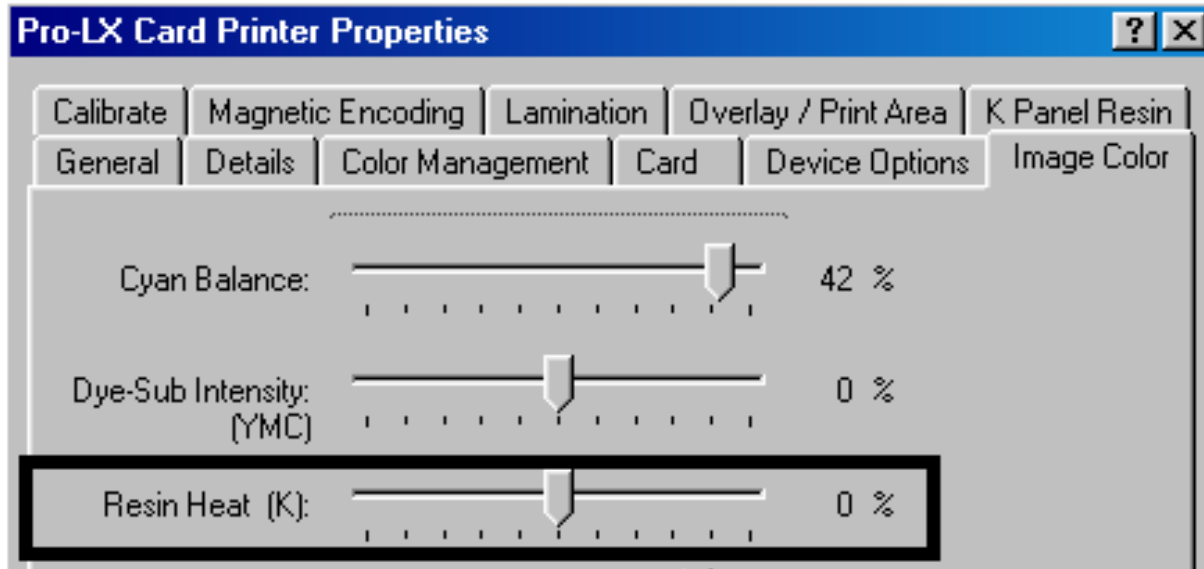 Pro-LX Card Printer Properties
Calibrate Magnetic Encoding Lamination Overlay / Print Area K Panel Resin
General Details Color Management Card Device Options Image Color
Cyan Balance: 42 %
Dye-Sub Intensity: 0 %
(YMC)
Resin Heat (K): 0 %